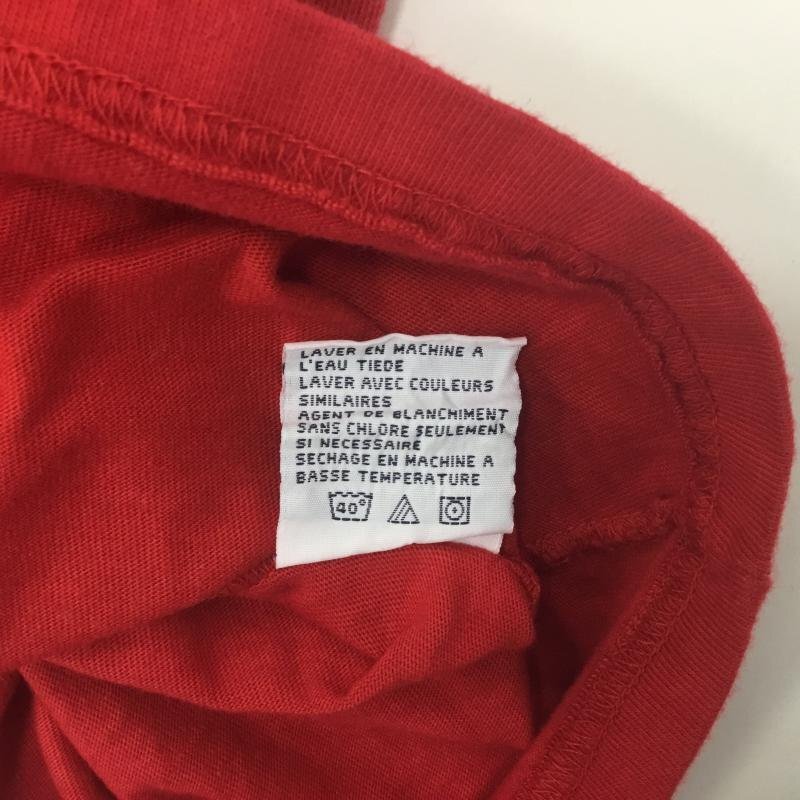 LAVER EN MACHINE A
L'EAU TIEDE
LAVER AVEC COULEURS
SIMILAIRES
AGENT DE BLANCHIMENT
SANS CHLORE SEULEMENT
SI NECESSAIRE
SECHAGE EN MACHINE A
BASSE TEMPERATURE
40°